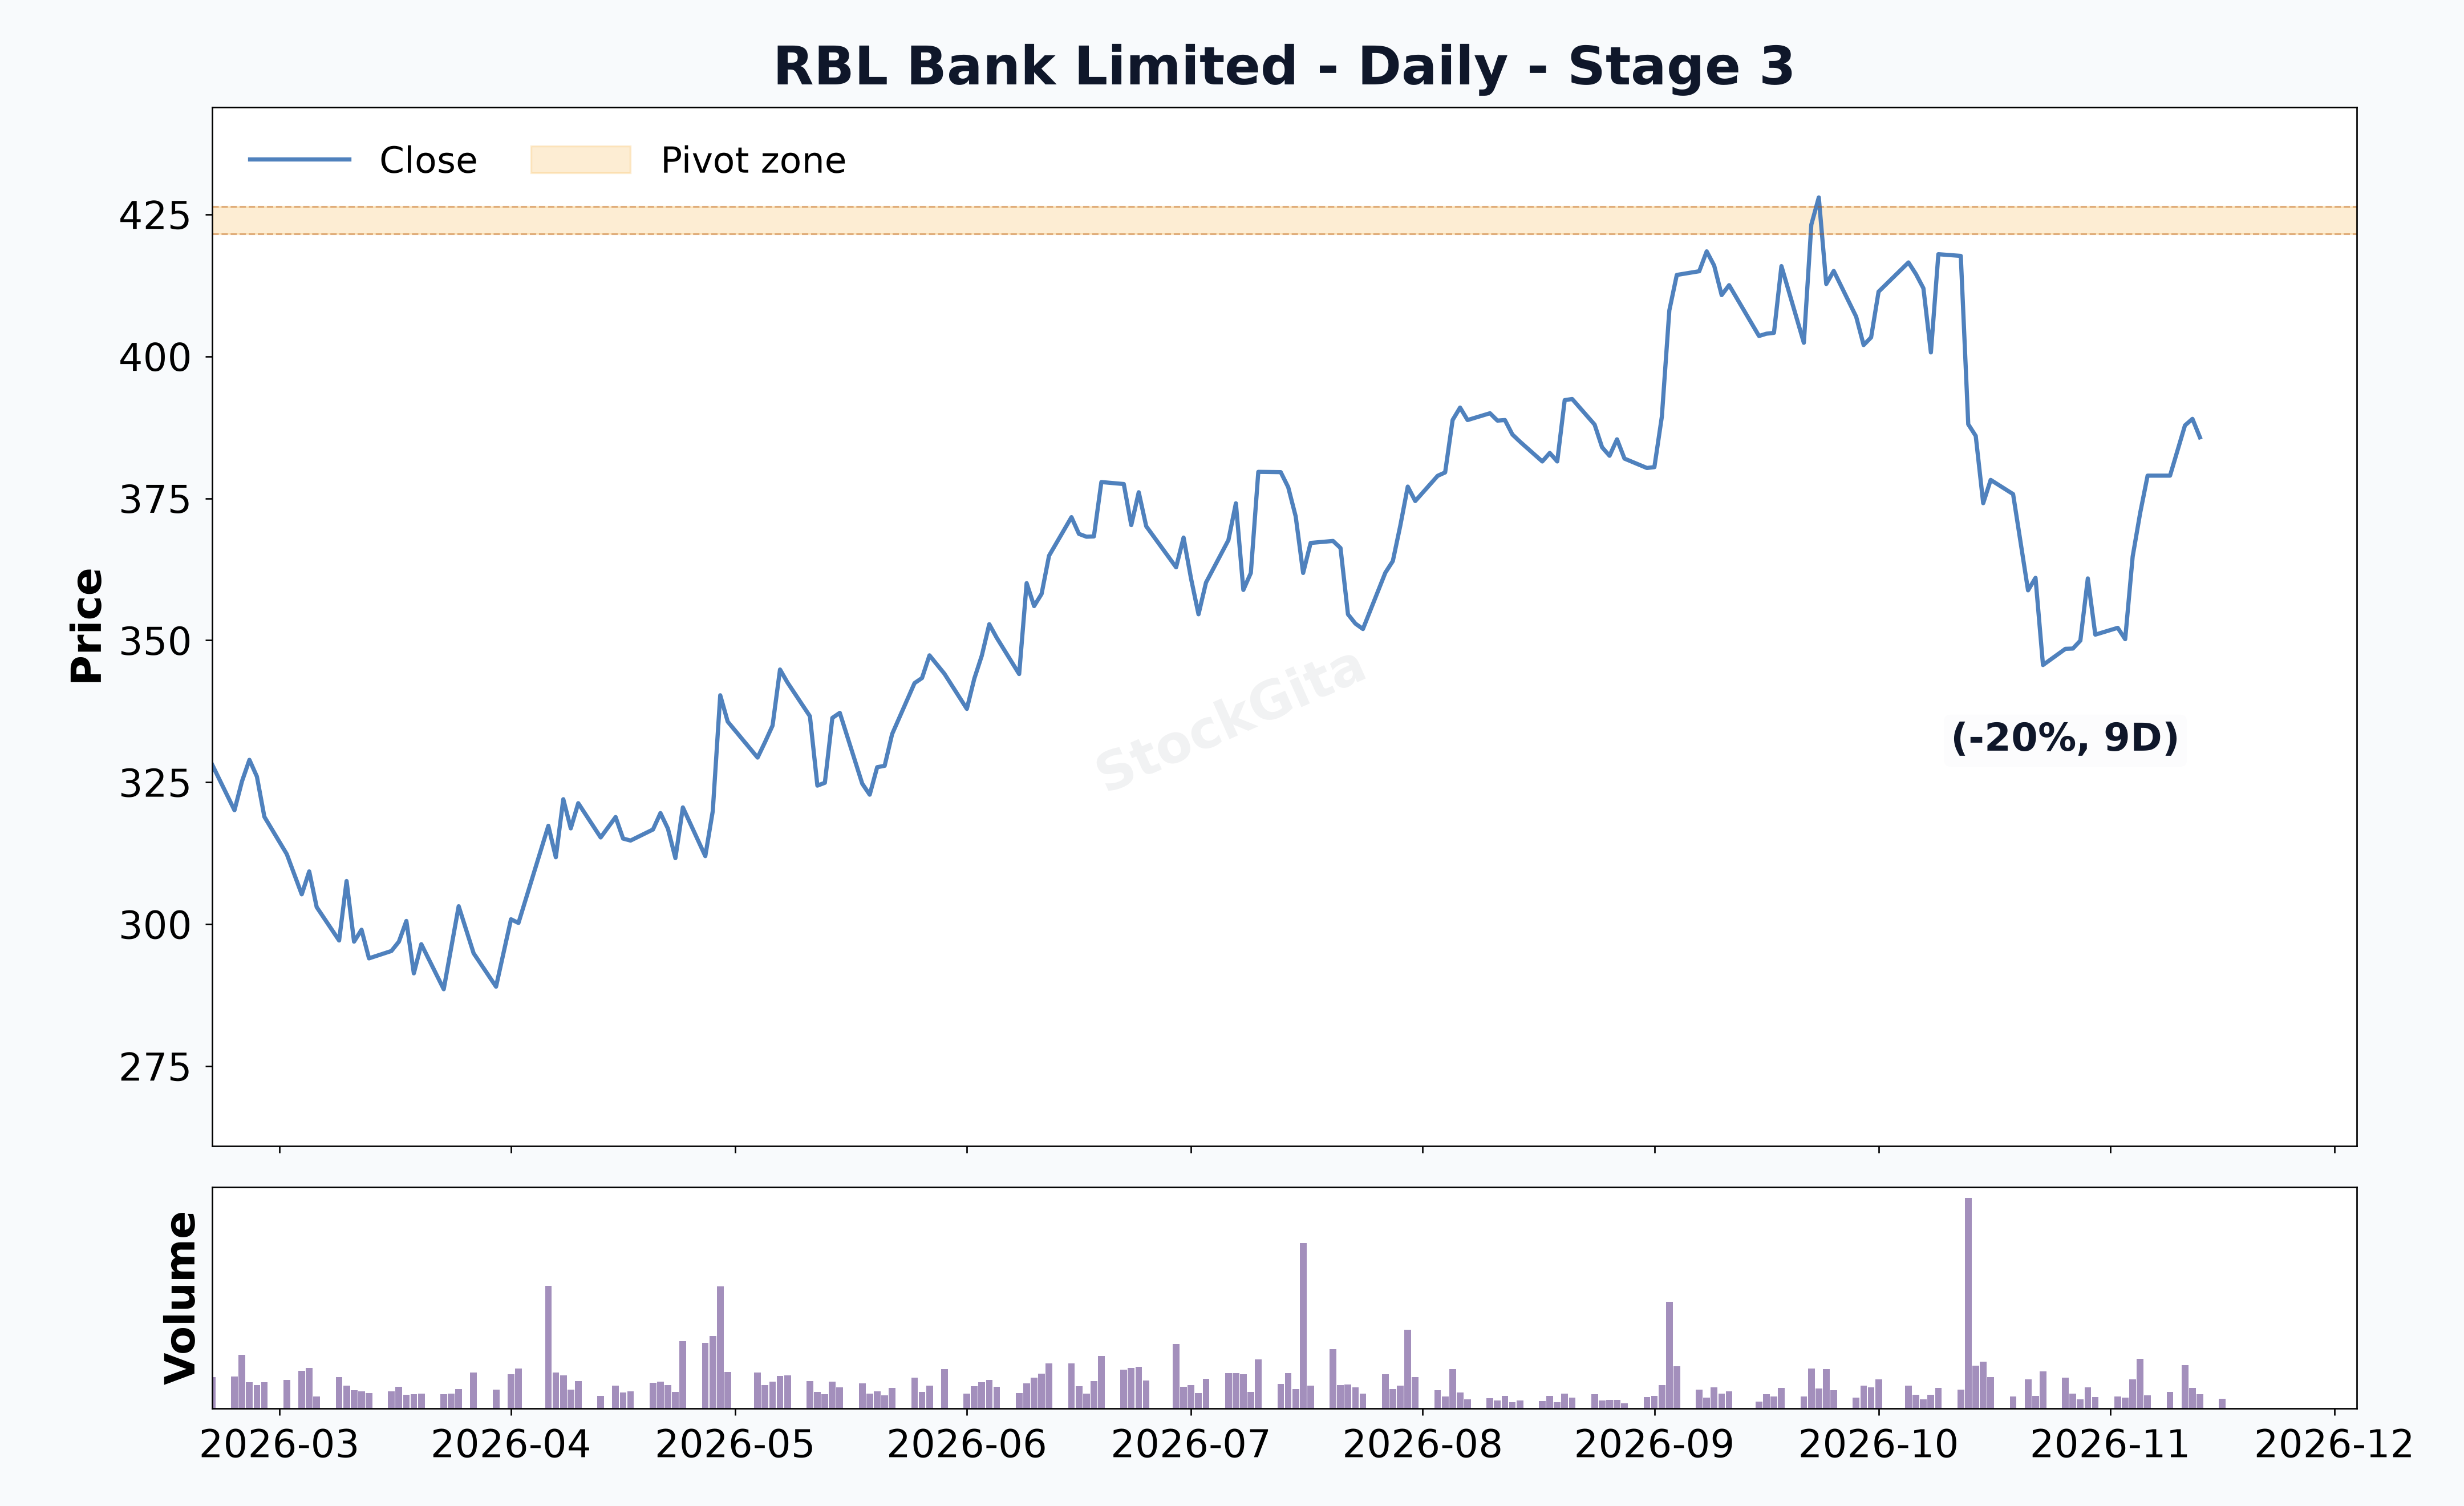 RBL Bank Limited - Daily - Stage 3
Close
Pivot zone
425
400
375
350
325
300
275
Price
StockGita
(-20%, 9D)
Volume
2026-03
2026-04
2026-05
2026-06
2026-07
2026-08
2026-09
2026-10
2026-11
2026-12